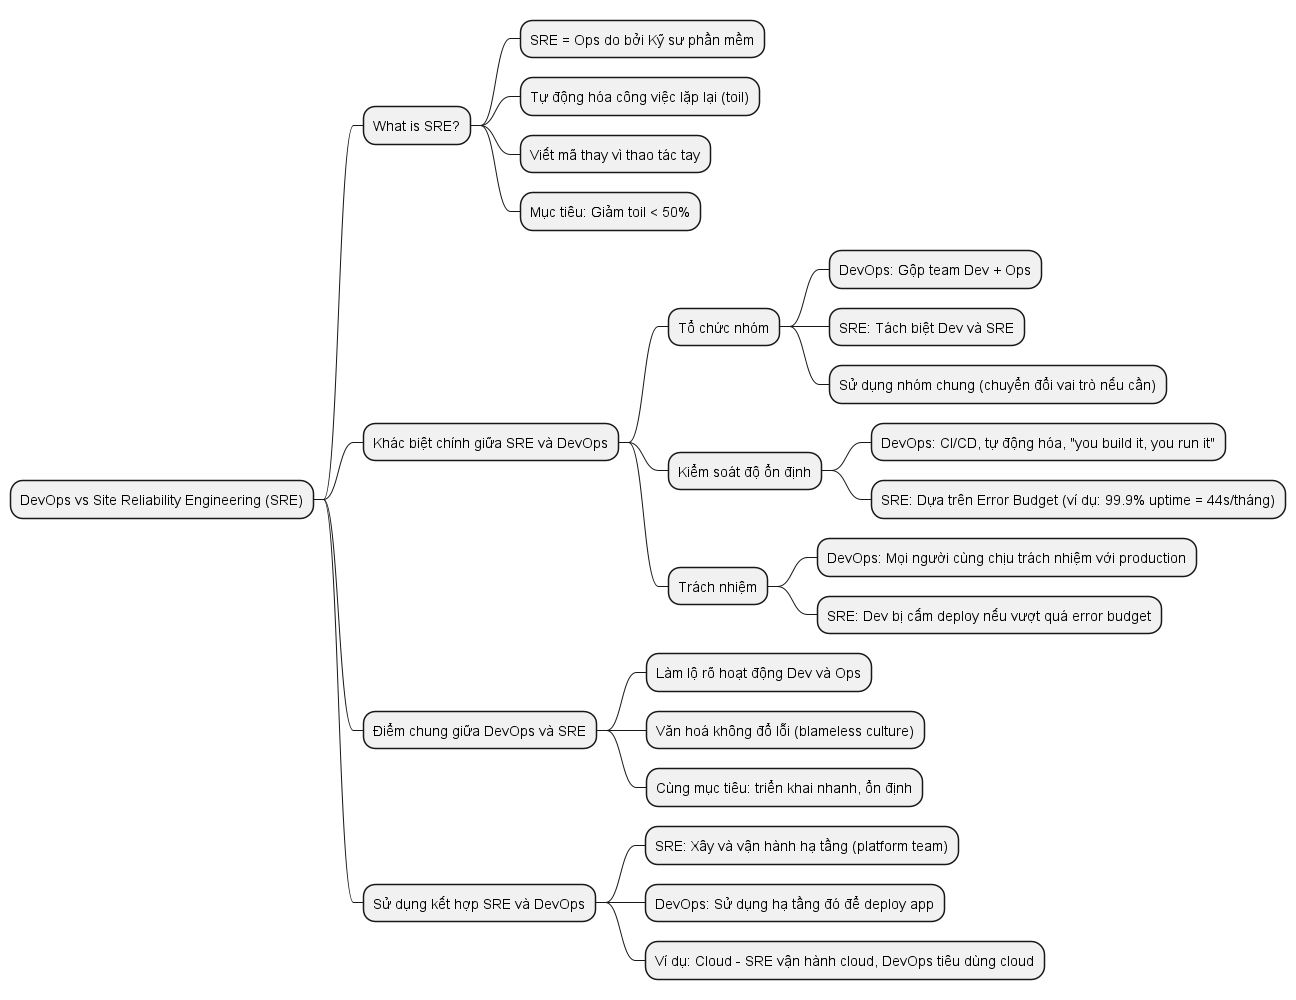 DevOps vs Site Reliability Engineering (SRE)
What is SRE?
SRE = Ops do bởi Kỹ sư phần mềm
Tự động hóa công việc lặp lại (toil)
Viết mã thay vì thao tác tay
Mục tiêu: Giảm toil < 50%
Khác biệt chính giữa SRE và DevOps
Tổ chức nhóm
DevOps: Gộp team Dev + Ops
SRE: Tách biệt Dev và SRE
Sử dụng nhóm chung (chuyển đổi vai trò nếu cần)
Kiểm soát độ ổn định
DevOps: CI/CD, tự động hóa, "you build it, you run it"
SRE: Dựa trên Error Budget (ví dụ: 99.9% uptime = 44s/tháng)
Trách nhiệm
DevOps: Mọi người cùng chịu trách nhiệm với production
SRE: Dev bị cấm deploy nếu vượt quá error budget
Điểm chung giữa DevOps và SRE
Làm lộ rõ hoạt động Dev và Ops
Văn hoá không đổ lỗi (blameless culture)
Cùng mục tiêu: triển khai nhanh, ổn định
Sử dụng kết hợp SRE và DevOps
SRE: Xây và vận hành hạ tầng (platform team)
DevOps: Sử dụng hạ tầng đó để deploy app
Ví dụ: Cloud - SRE vận hành cloud, DevOps tiêu dùng cloud